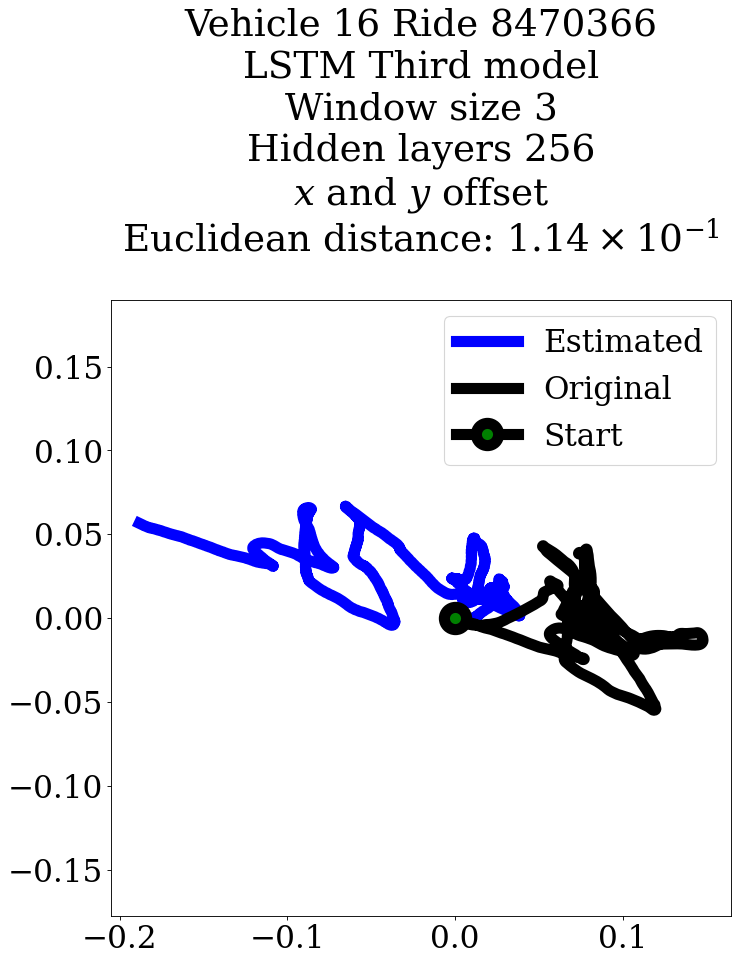 Vehicle 16 Ride 8470366
LSTM Third model
Window size 3
Hidden layers 256
x and y offset
Euclidean distance: 1.14 × 10⁻¹
Estimated
Original
Start
0.15
0.10
0.05
0.00
−0.05
−0.10
−0.15
−0.2 −0.1 0.0 0.1